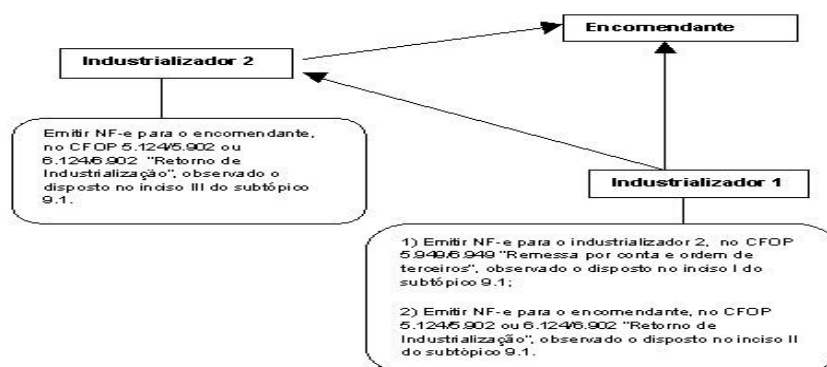 Encomendante
Industrializador 2
Emitir NF-e para o encomendante,
no CFOP 5.124/5.902 ou
6.124/6.902 "Retorno de
Industrialização", observado o
disposto no inciso III do subtópico
9.1.
Industrializador 1
1) Emitir NF-e para o industrializador 2, no CFOP
5.949/6.949 "Remessa por conta e ordem de
terceiros", observado o disposto no inciso I do
subtópico 9.1;
2) Emitir NF-e para o encomendante, no CFOP
5.124/5.902 ou 6.124/6.902 "Retorno de
Industrialização", observado o disposto no inciso II
do subtópico 9.1.